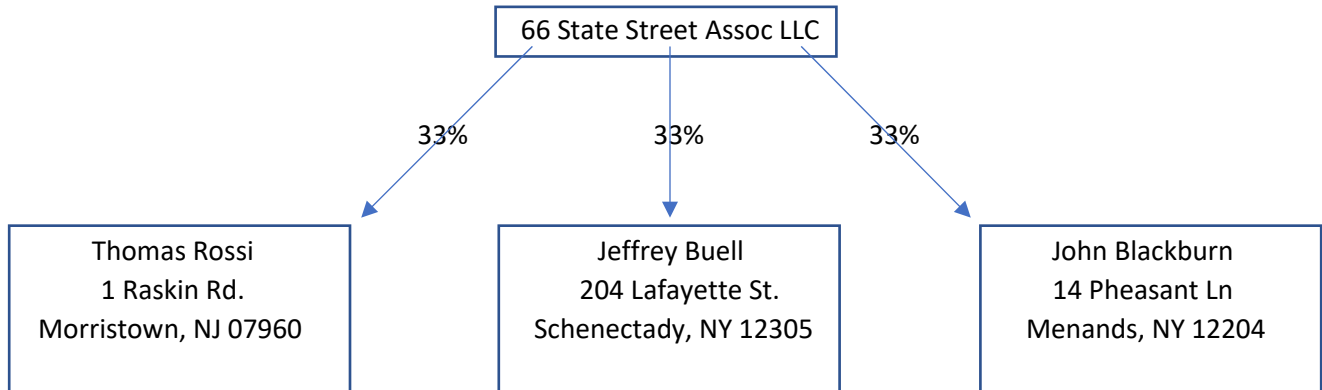 66 State Street Assoc LLC
33%
33%
33%
Thomas Rossi
1 Raskin Rd.
Morristown, NJ 07960
Jeffrey Buell
204 Lafayette St.
Schenectady, NY 12305
John Blackburn
14 Pheasant Ln
Menands, NY 12204